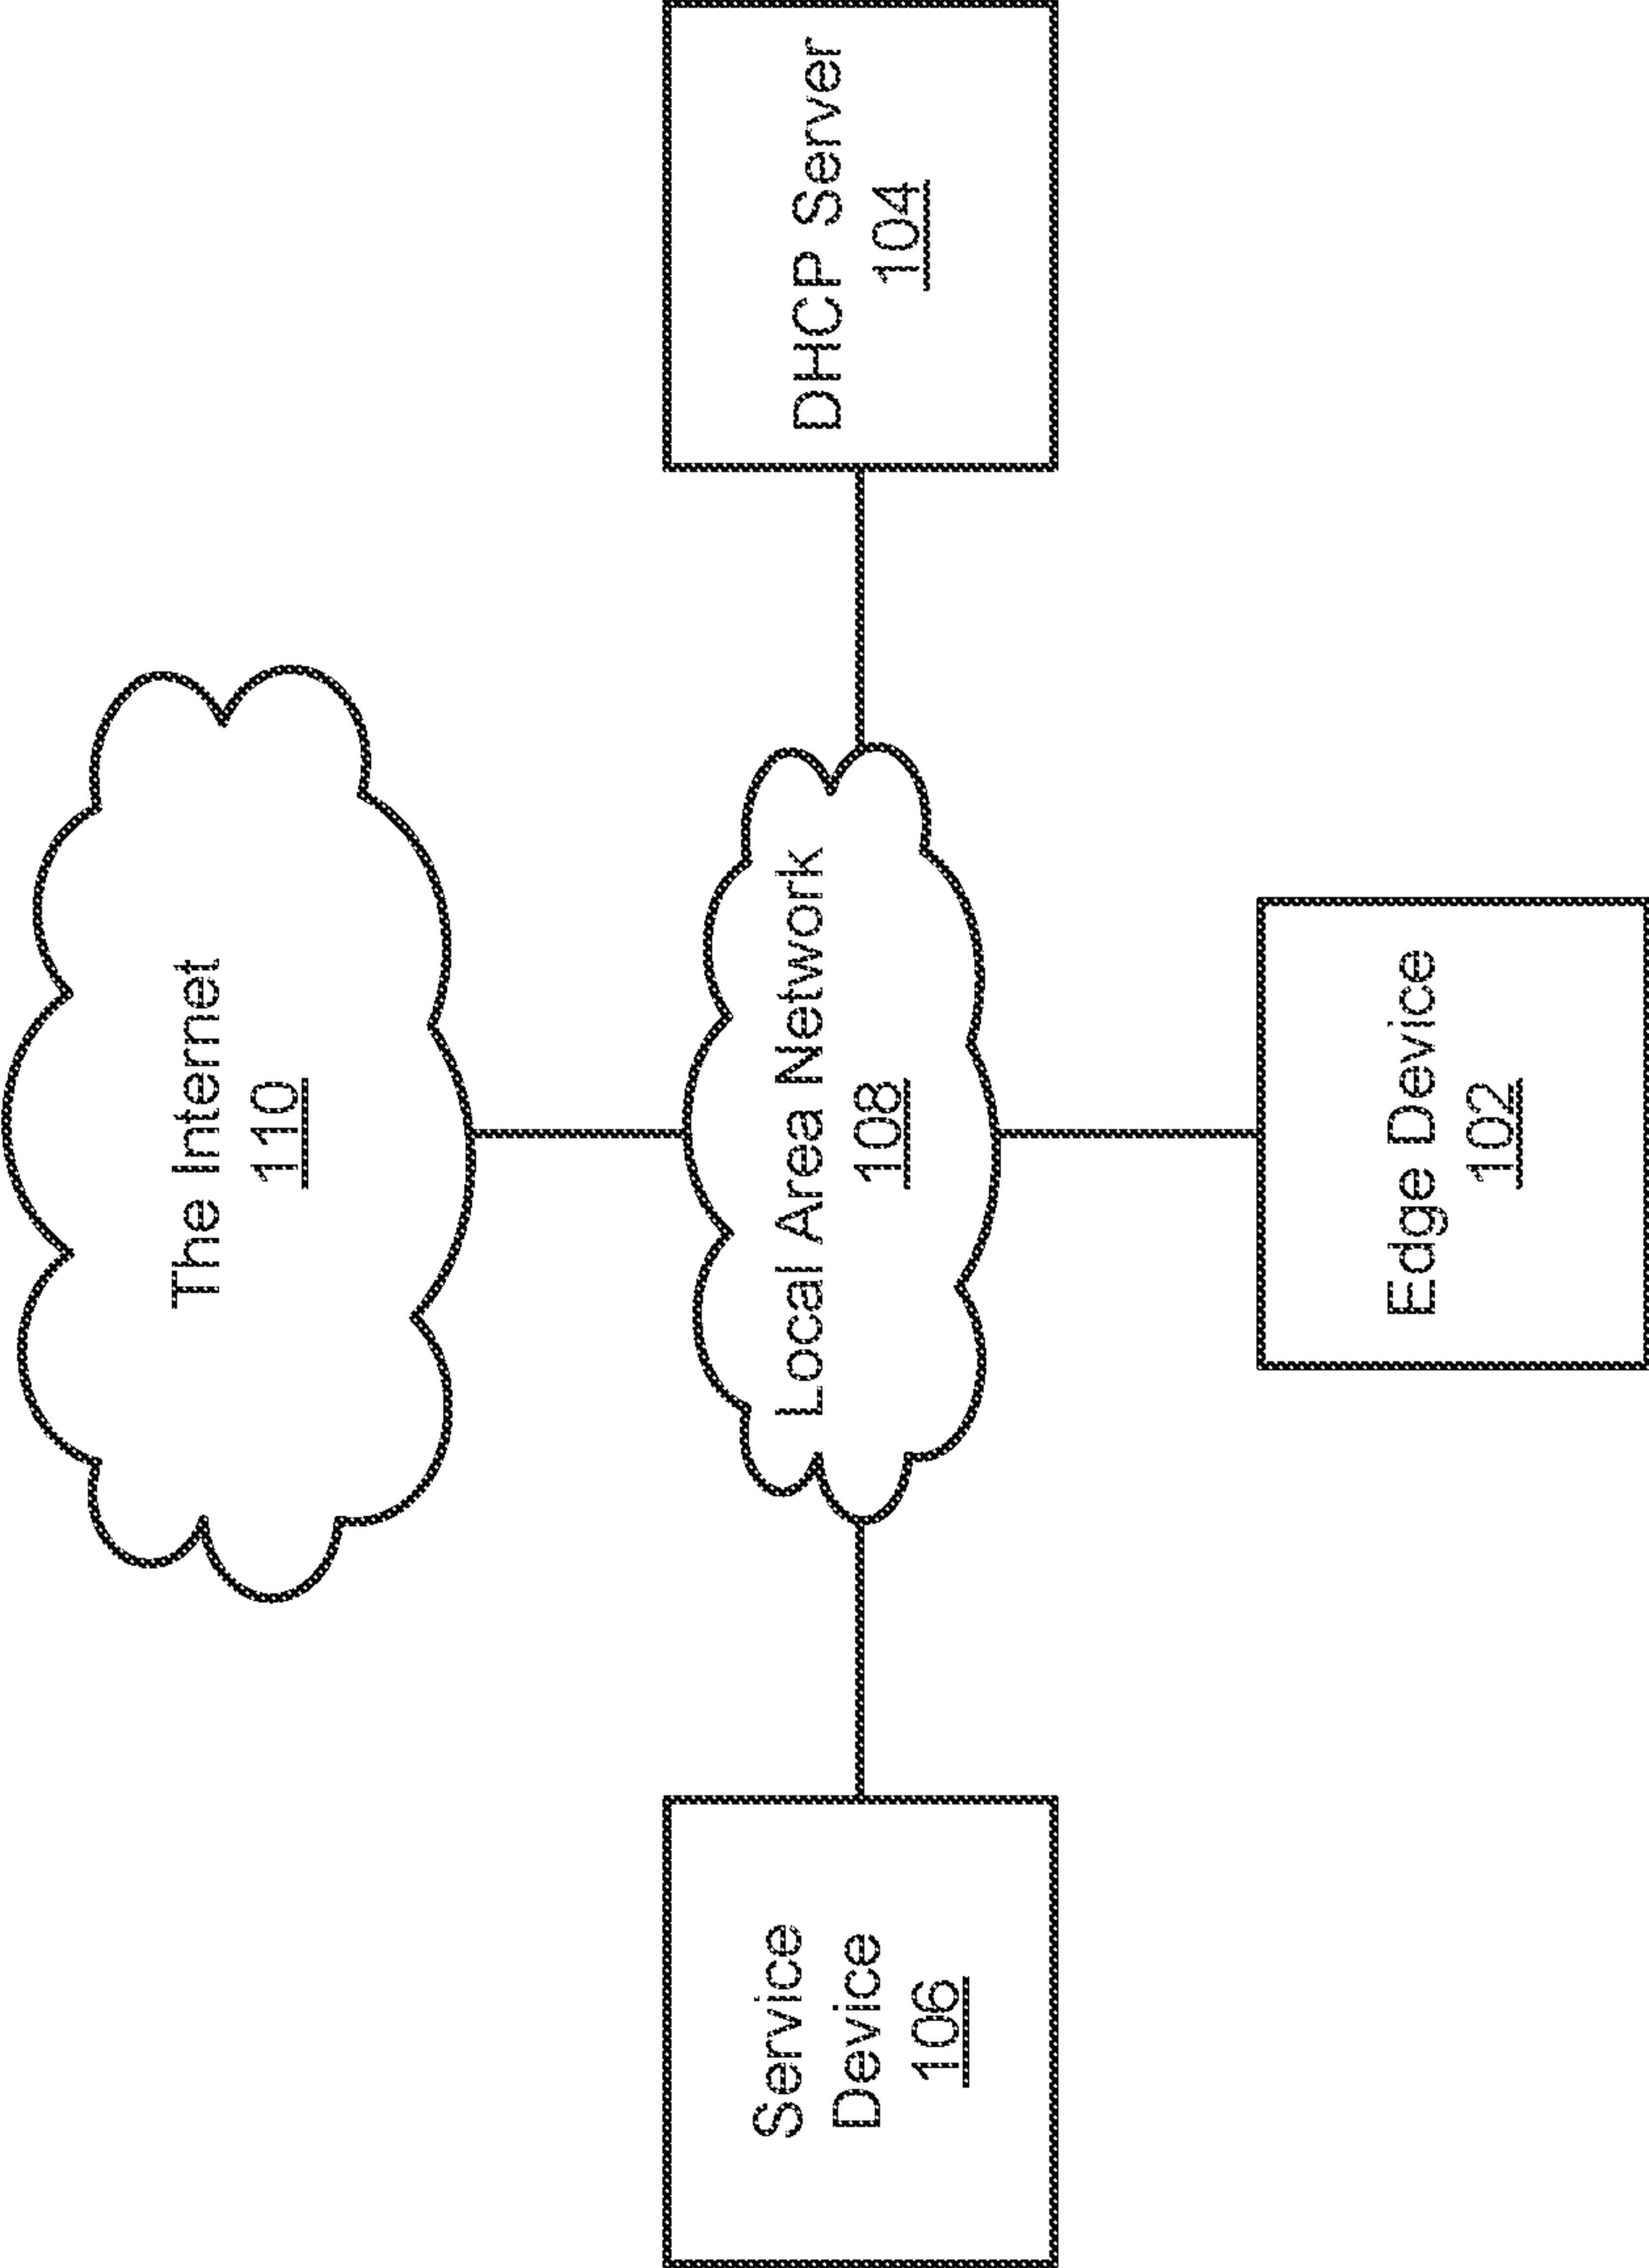 The Internet
110
Service
Device
106
Local Area Network
108
DHCP Server
104
Edge Device
102